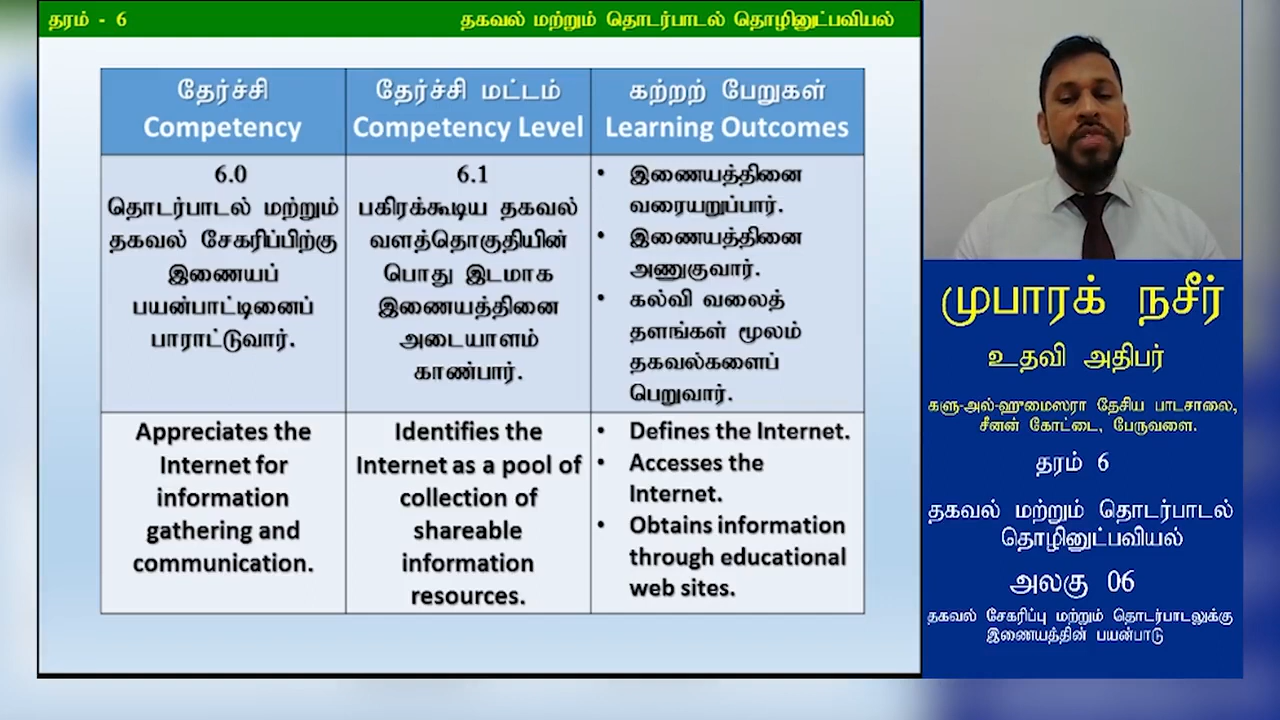 தரம் - 6
தகவல் மற்றும் தொடர்பாடல் தொழினுட்பவியல்
தேர்ச்சி
Competency
தேர்ச்சி மட்டம்
Competency Level
கற்றற் பேறுகள்
Learning Outcomes
6.0
தொடர்பாடல் மற்றும்
தகவல் சேகரிப்பிற்கு
இணையப்
பயன்பாட்டினைப்
பாராட்டுவார்.
6.1
பகிரக்கூடிய தகவல்
வளத்தொகுதியின்
பொது இடமாக
இணையத்தினை
அடையாளம்
காண்பார்.
• இணையத்தினை
வரையறுப்பார்.
• இணையத்தினை
அணுகுவார்.
• கல்வி வலைத்
தளங்கள் மூலம்
தகவல்களைப்
பெறுவார்.
Appreciates the
Internet for
information
gathering and
communication.
Identifies the
Internet as a pool of
collection of
shareable
information
resources.
• Defines the Internet.
• Accesses the
Internet.
• Obtains information
through educational
web sites.
முபாரக் நசீர்
உதவி அதிபர்
களு-அல்-ஹுமைஸரா தேசிய பாடசாலை,
சீனன் கோட்டை, பேருவளை.
தரம் 6
தகவல் மற்றும் தொடர்பாடல்
தொழினுட்பவியல்
அலகு 06
தகவல் சேகரிப்பு மற்றும் தொடர்பாடலுக்கு
இணையத்தின் பயன்பாடு